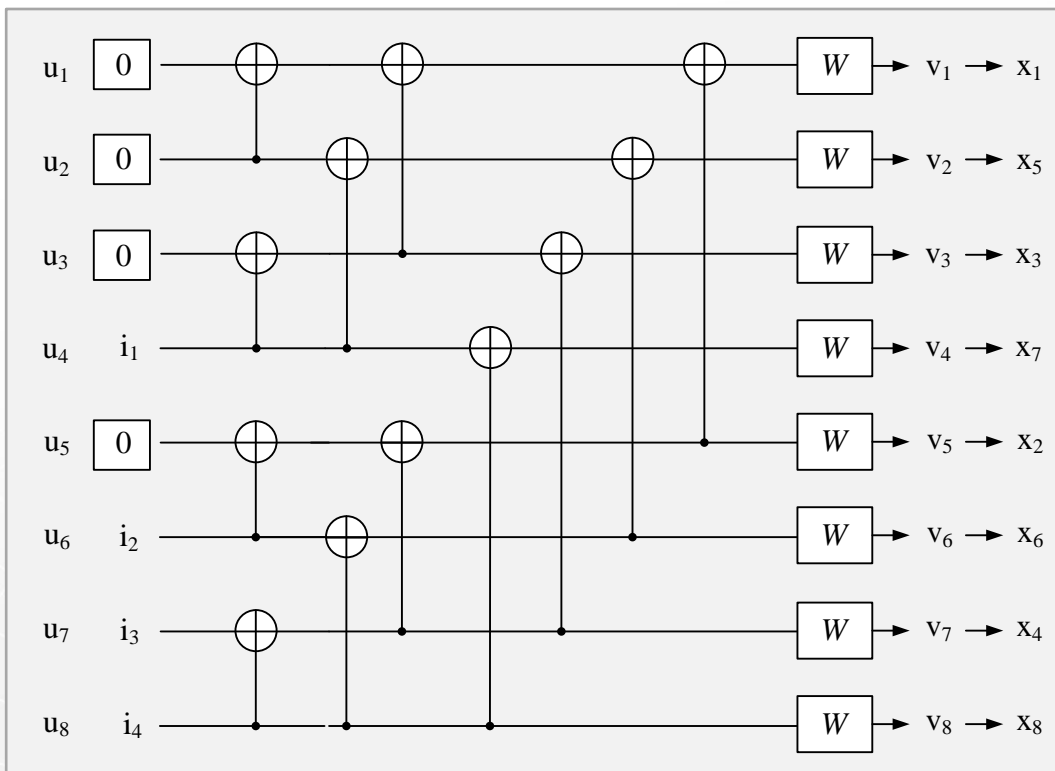 u₁ 0 W v₁ x₁
u₂ 0 W v₂ x₅
u₃ 0 W v₃ x₃
u₄ i₁ W v₄ x₇
u₅ 0 W v₅ x₂
u₆ i₂ W v₆ x₆
u₇ i₃ W v₇ x₄
u₈ i₄ W v₈ x₈